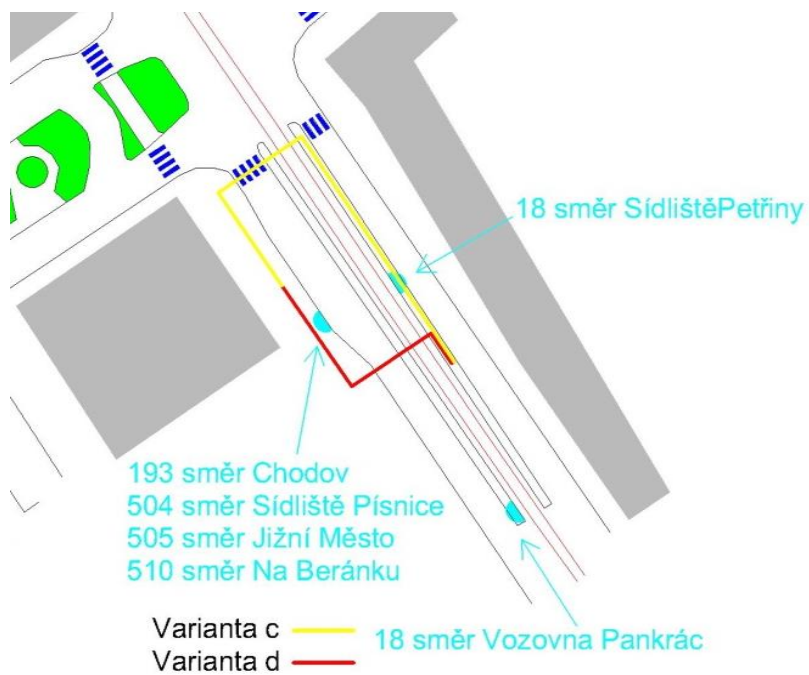 18 směr SídlištěPetřiny
193 směr Chodov
504 směr Sídliště Písnice
505 směr Jižní Město
510 směr Na Beránku
Varianta c
18 směr Vozovna Pankrác
Varianta d